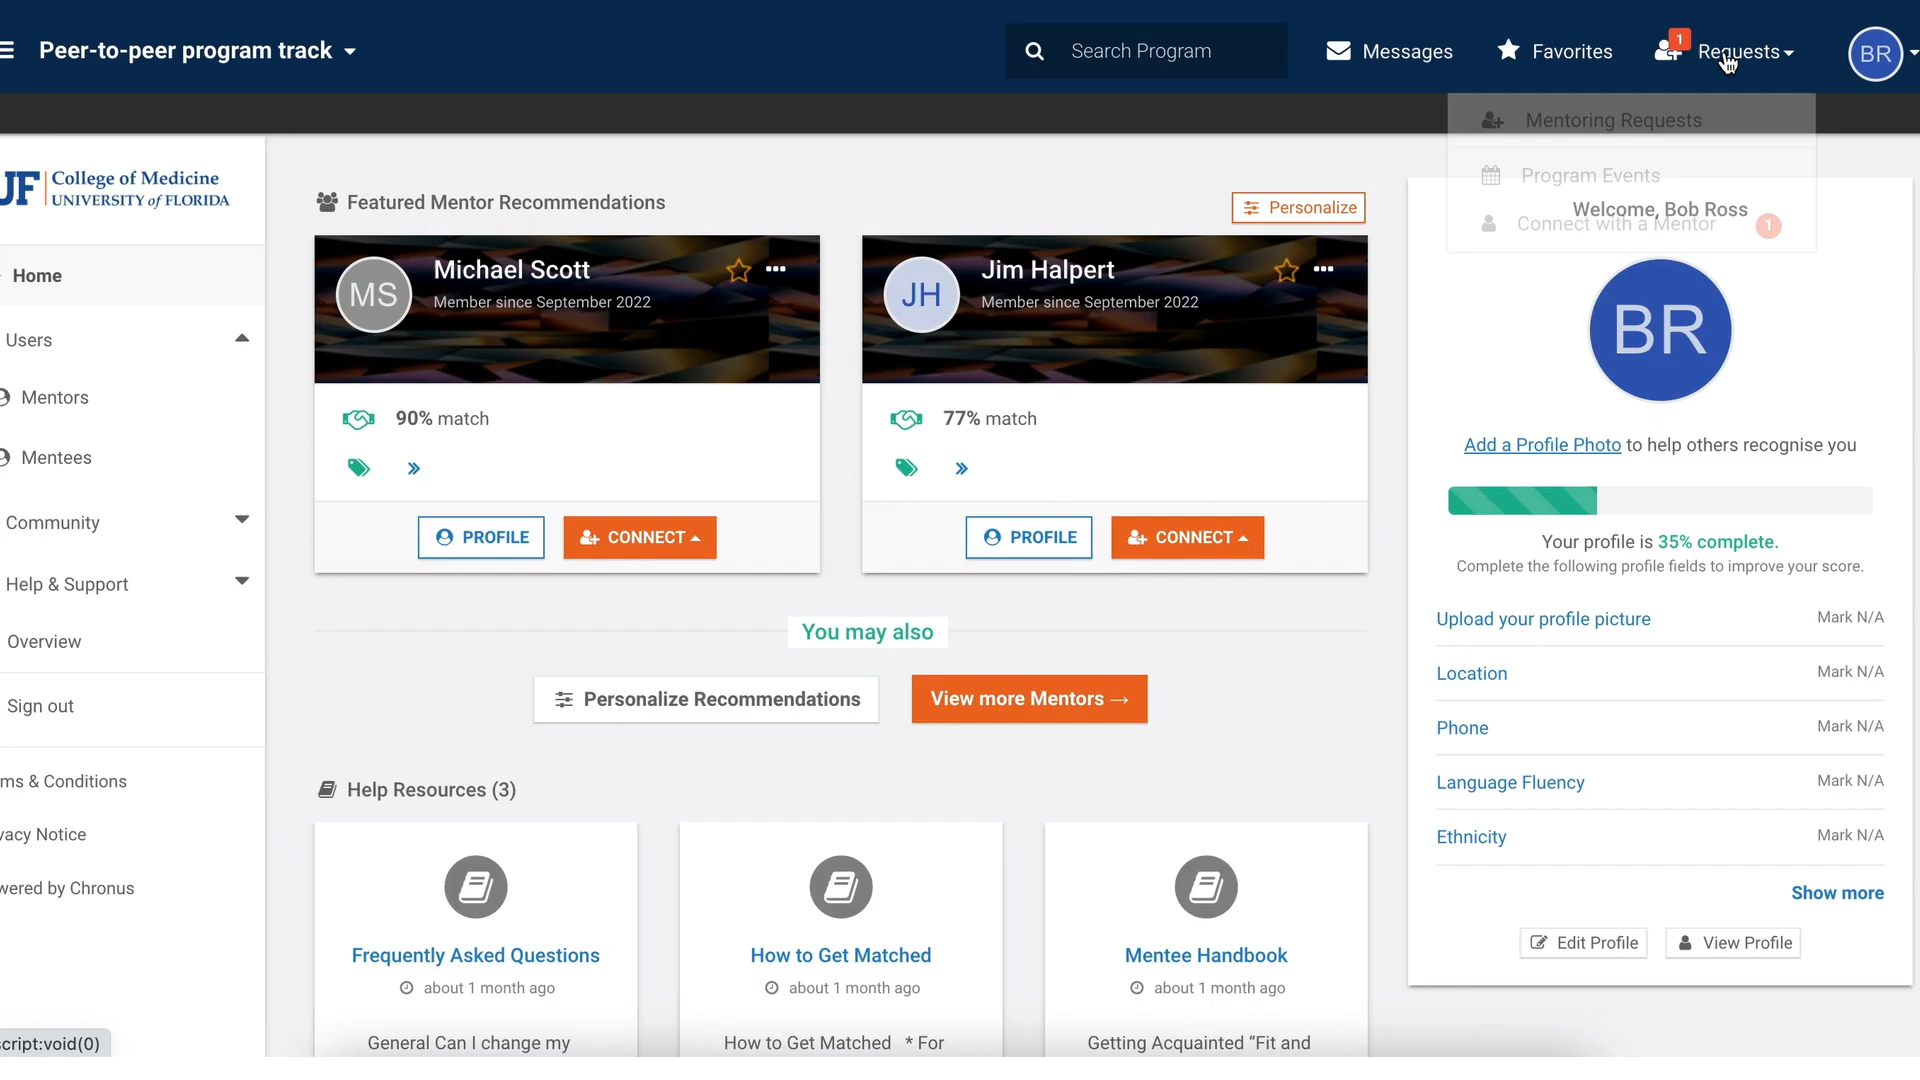 Peer-to-peer program track
Search Program
Messages
Favorites
1
Requests
BR
Mentoring Requests
Program Events
Connect with a Mentor
1
UF College of Medicine
UNIVERSITY of FLORIDA
Home
Users
Mentors
Mentees
Community
Help & Support
Overview
Sign out
ms & Conditions
vacy Notice
wered by Chronus
script:void(0)
Featured Mentor Recommendations
Personalize
MS
Michael Scott
Member since September 2022
90% match
PROFILE
CONNECT
JH
Jim Halpert
Member since September 2022
77% match
PROFILE
CONNECT
You may also
Personalize Recommendations
View more Mentors →
Help Resources (3)
Frequently Asked Questions
about 1 month ago
General Can I change my
How to Get Matched
about 1 month ago
How to Get Matched * For
Mentee Handbook
about 1 month ago
Getting Acquainted “Fit and
Welcome, Bob Ross
BR
Add a Profile Photo to help others recognise you
Your profile is 35% complete.
Complete the following profile fields to improve your score.
Upload your profile picture Mark N/A
Location Mark N/A
Phone Mark N/A
Language Fluency Mark N/A
Ethnicity Mark N/A
Show more
Edit Profile
View Profile